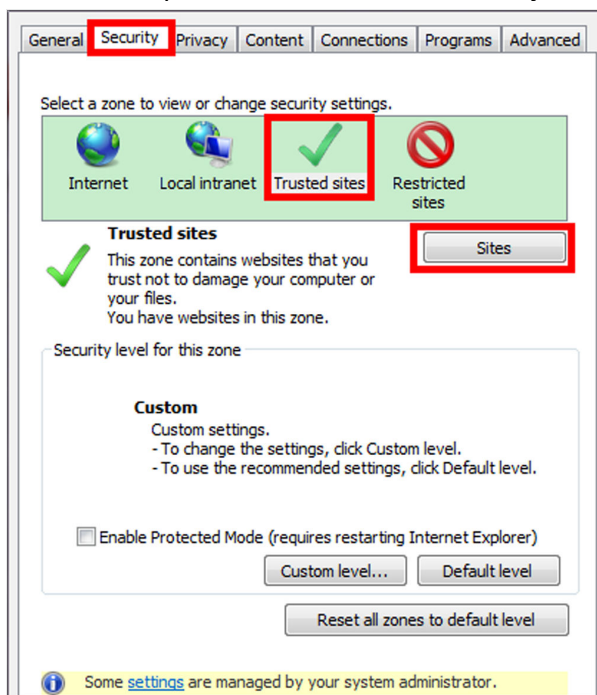 General Security Privacy Content Connections Programs Advanced
Select a zone to view or change security settings.
Internet Local intranet Trusted sites Restricted
sites
Trusted sites
Sites
This zone contains websites that you
trust not to damage your computer or
your files.
You have websites in this zone.
Security level for this zone
Custom
Custom settings.
- To change the settings, click Custom level.
- To use the recommended settings, click Default level.
Enable Protected Mode (requires restarting Internet Explorer)
Custom level... Default level
Reset all zones to default level
Some settings are managed by your system administrator.